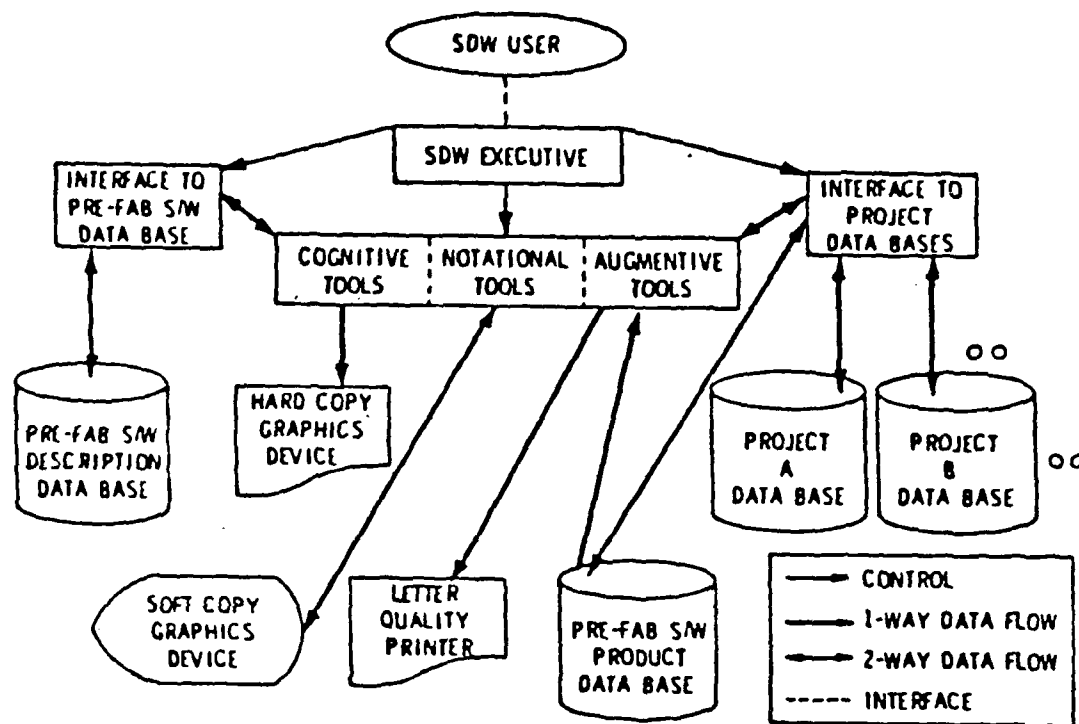 SDW USER
SDW EXECUTIVE
INTERFACE TO
PRE-FAB S/W
DATA BASE
INTERFACE TO
PROJECT
DATA BASES
COGNITIVE
TOOLS
NOTATIONAL
TOOLS
AUGMENTIVE
TOOLS
PRE-FAB S/W
DESCRIPTION
DATA BASE
HARD COPY
GRAPHICS
DEVICE
PROJECT
A
DATA BASE
PROJECT
B
DATA BASE
SOFT COPY
GRAPHICS
DEVICE
LETTER
QUALITY
PRINTER
PRE-FAB S/W
PRODUCT
DATA BASE
CONTROL
1-WAY DATA FLOW
2-WAY DATA FLOW
INTERFACE